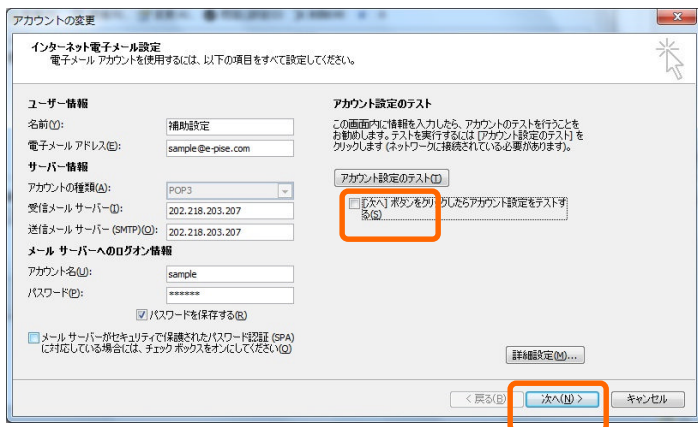 アカウントの変更
インターネット電子メール設定
電子メール アカウントを使用するには、以下の項目をすべて設定してください。
ユーザー情報
名前(Y):
補助設定
電子メール アドレス(E):
sample@e-pise.com
サーバー情報
アカウントの種類(A):
POP3
受信メール サーバー(I):
202.218.203.207
送信メール サーバー (SMTP)(O):
202.218.203.207
メール サーバーへのログオン情報
アカウント名(U):
sample
パスワード(P):
******
パスワードを保存する(R)
メール サーバーがセキュリティで保護されたパスワード認証 (SPA)
に対応している場合には、チェック ボックスをオンにしてください(Q)
アカウント設定のテスト
この画面内に情報を入力したら、アカウントのテストを行うことを
お勧めします。テストを実行するには [アカウント設定のテスト] を
クリックします (ネットワークに接続されている必要があります)。
アカウント設定のテスト(T)
[次へ] ボタンをクリックしたらアカウント設定をテストす
る(S)
詳細設定(M)...
< 戻る(B)
次へ(N) >
キャンセル